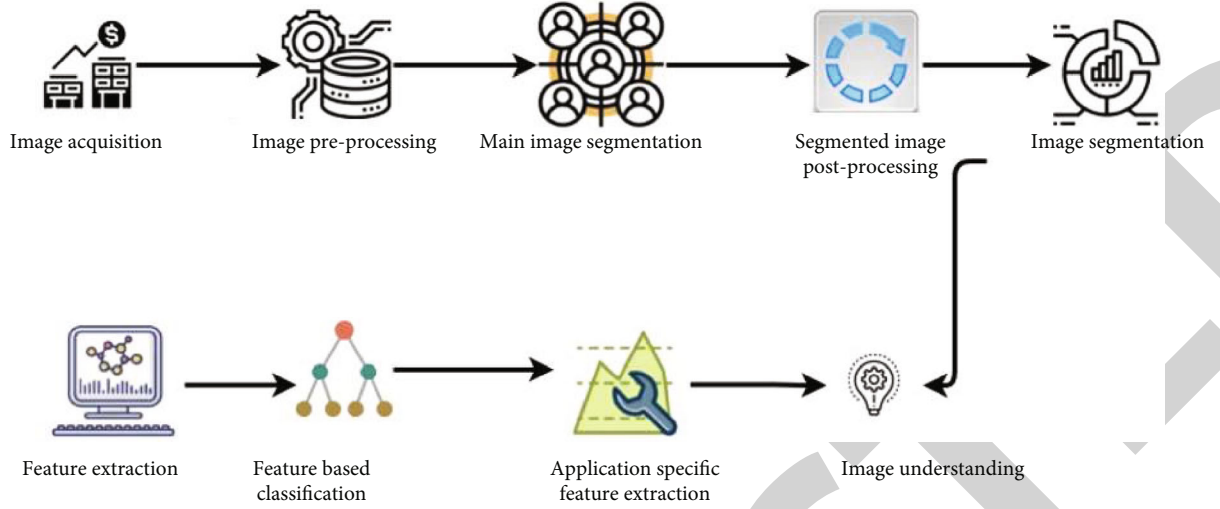 Image acquisition
Image pre-processing
Main image segmentation
Segmented image
post-processing
Image segmentation
Feature extraction
Feature based
classification
Application specific
feature extraction
Image understanding